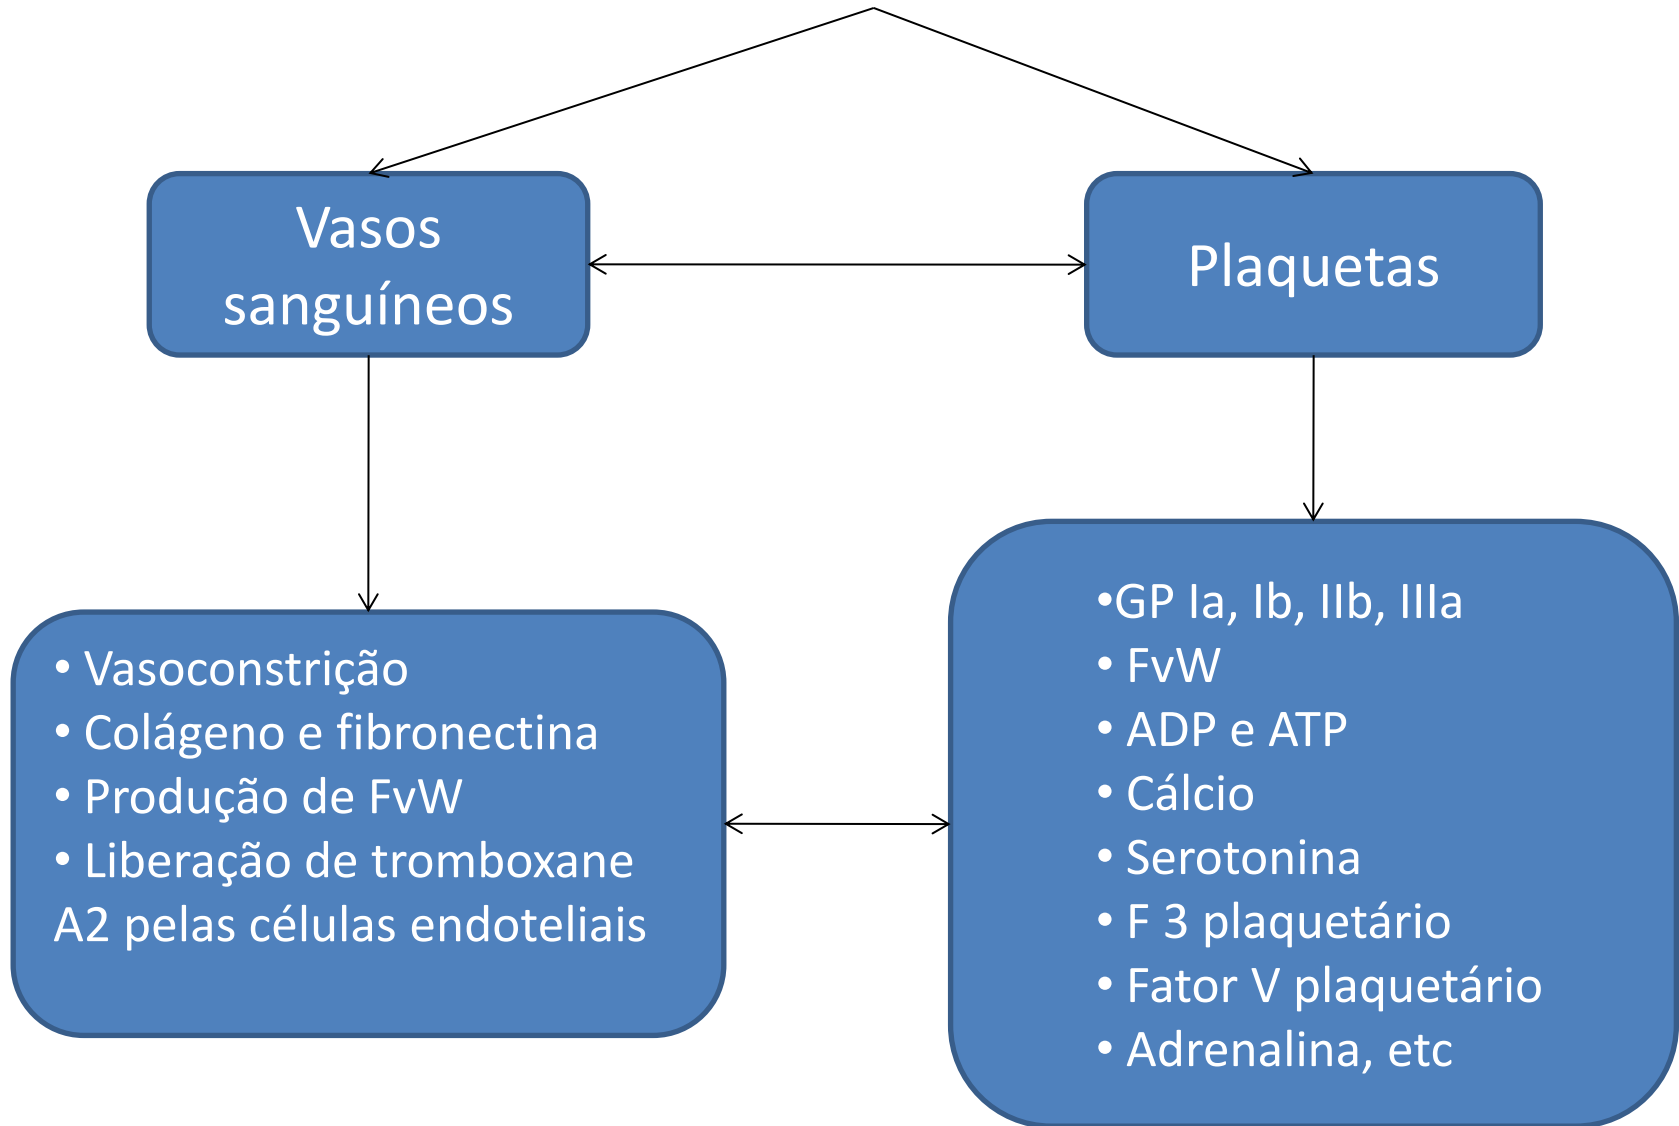 Vasos
sanguíneos
Plaquetas
• Vasoconstrição
• Colágeno e fibronectina
• Produção de FvW
• Liberação de tromboxane
A2 pelas células endoteliais
•GP Ia, Ib, IIb, IIIa
• FvW
• ADP e ATP
• Cálcio
• Serotonina
• F 3 plaquetário
• Fator V plaquetário
• Adrenalina, etc